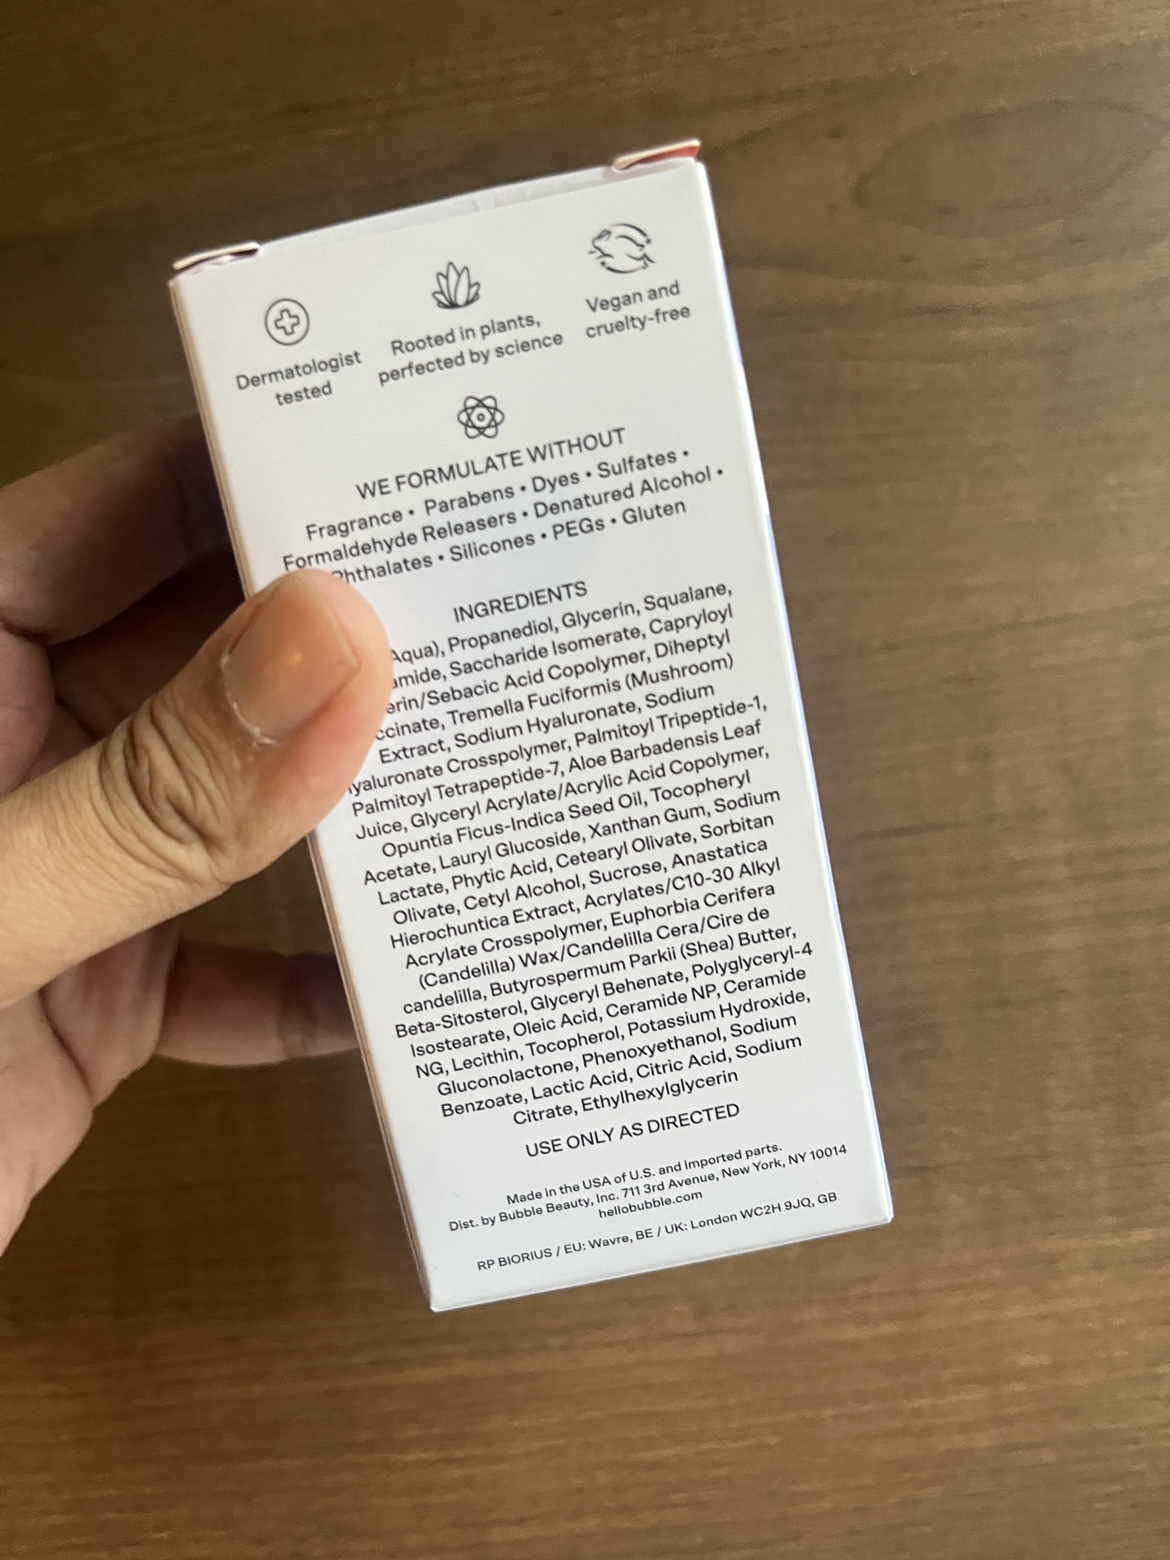 Dermatologist
tested
Rooted in plants,
perfected by science
Vegan and
cruelty-free
WE FORMULATE WITHOUT
Fragrance • Parabens • Dyes • Sulfates •
Formaldehyde Releasers • Denatured Alcohol •
Phthalates • Silicones • PEGs • Gluten
INGREDIENTS
Aqua), Propanediol, Glycerin, Squalane,
amide, Saccharide Isomerate, Capryloyl
erin/Sebacic Acid Copolymer, Diheptyl
ccinate, Tremella Fuciformis (Mushroom)
Extract, Sodium Hyaluronate, Sodium
yaluronate Crosspolymer, Palmitoyl Tripeptide-1,
Palmitoyl Tetrapeptide-7, Aloe Barbadensis Leaf
Juice, Glyceryl Acrylate/Acrylic Acid Copolymer,
Opuntia Ficus-Indica Seed Oil, Tocopheryl
Acetate, Lauryl Glucoside, Xanthan Gum, Sodium
Lactate, Phytic Acid, Cetearyl Olivate, Sorbitan
Olivate, Cetyl Alcohol, Sucrose, Anastatica
Hierochuntica Extract, Acrylates/C10-30 Alkyl
Acrylate Crosspolymer, Euphorbia Cerifera
(Candelilla) Wax/Candelilla Cera/Cire de
candelilla, Butyrospermum Parkii (Shea) Butter,
Beta-Sitosterol, Glyceryl Behenate, Polyglyceryl-4
Isostearate, Oleic Acid, Ceramide NP, Ceramide
NG, Lecithin, Tocopherol, Potassium Hydroxide,
Gluconolactone, Phenoxyethanol, Sodium
Benzoate, Lactic Acid, Citric Acid, Sodium
Citrate, Ethylhexylglycerin
USE ONLY AS DIRECTED
Made in the USA of U.S. and imported parts.
Dist. by Bubble Beauty, Inc. 711 3rd Avenue, New York, NY 10014
hellobubble.com
RP BIORIUS / EU: Wavre, BE / UK: London WC2H 9JQ, GB